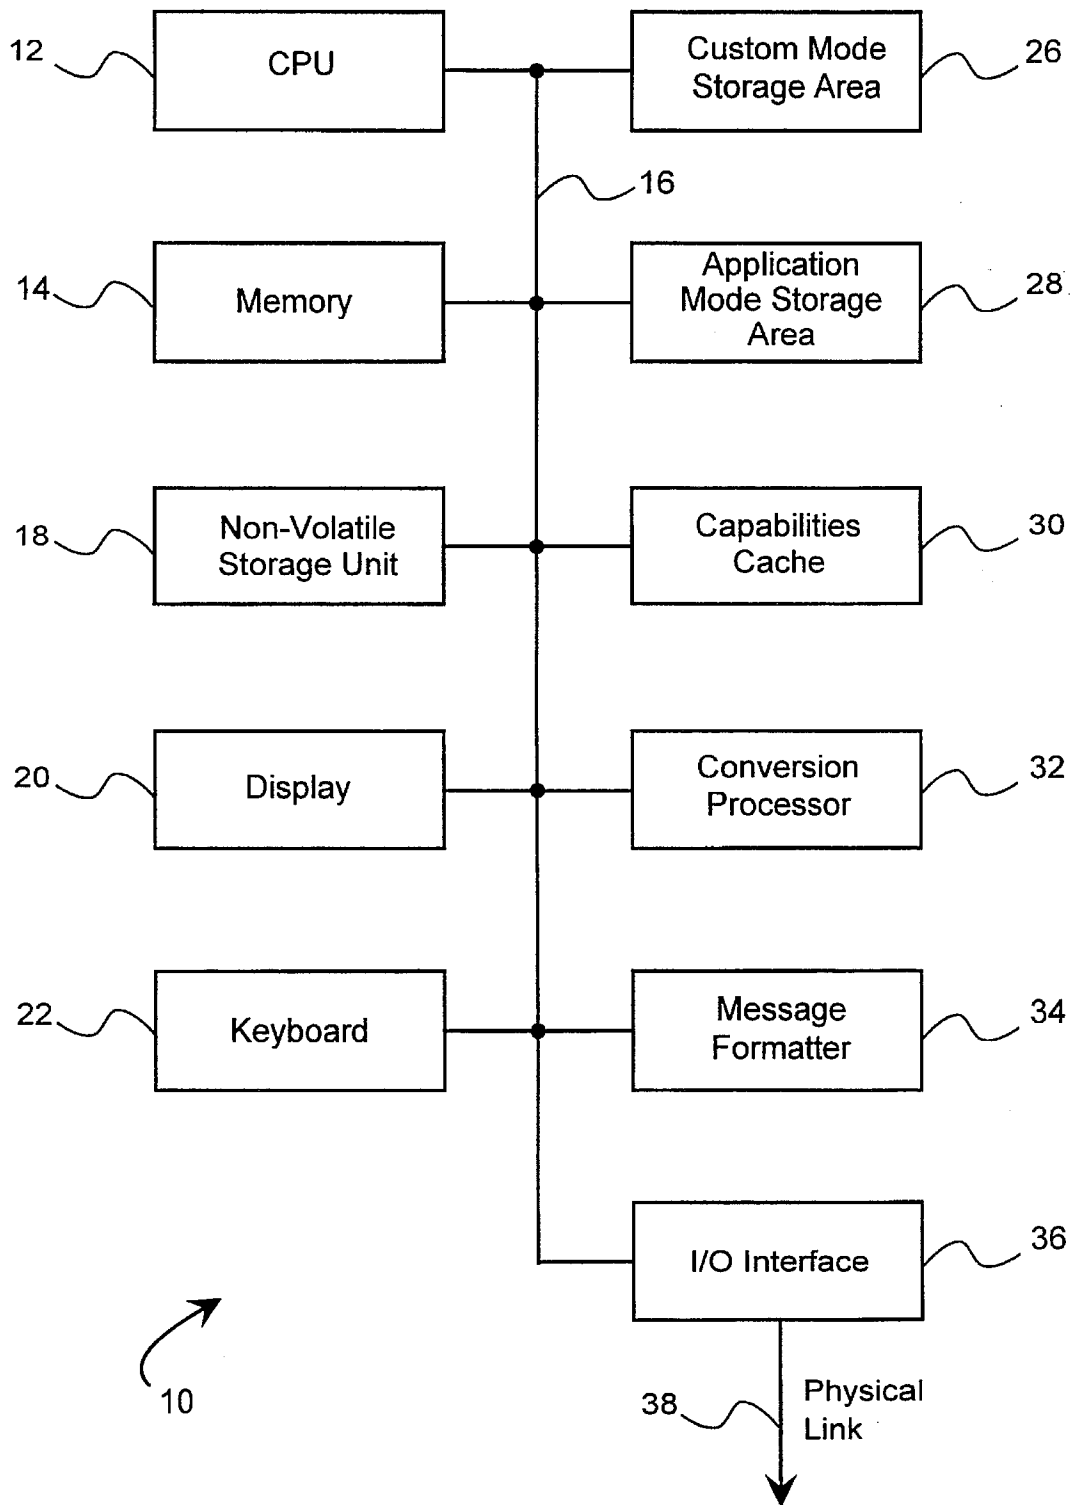 12
CPU
Custom Mode
Storage Area
26
16
14
Memory
Application
Mode Storage
Area
28
18
Non-Volatile
Storage Unit
Capabilities
Cache
30
20
Display
Conversion
Processor
32
22
Keyboard
Message
Formatter
34
I/O Interface
36
10
38
Physical
Link